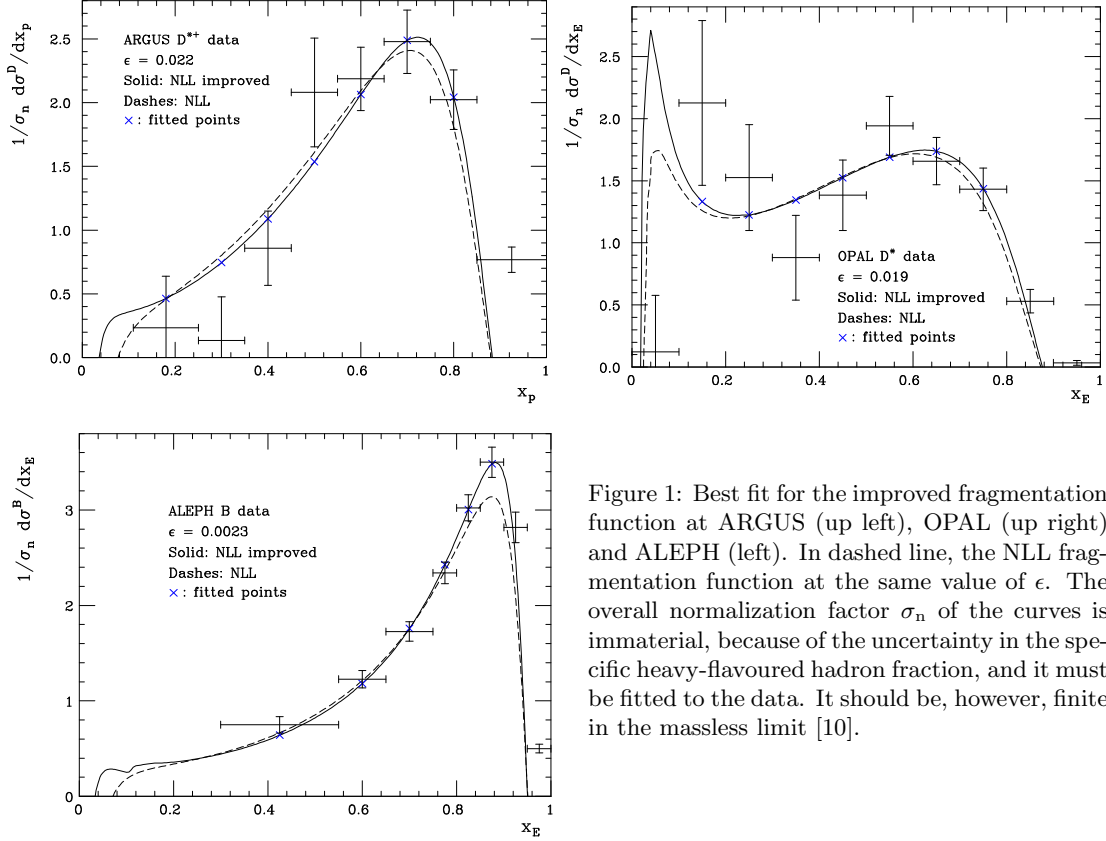 1/σn dσD/dxp
2.5
2.0
1.5
1.0
0.5
0.0
ARGUS D*+ data
ϵ = 0.022
Solid: NLL improved
Dashes: NLL
×: fitted points
0.2 0.4 0.6 0.8 1
xp
1/σn dσD/dxE
2.5
2.0
1.5
1.0
0.5
0.0
OPAL D* data
ϵ = 0.019
Solid: NLL improved
Dashes: NLL
×: fitted points
0 0.2 0.4 0.6 0.8 1
xE
1/σn dσB/dxE
3
2
1
0
ALEPH B data
ϵ = 0.0023
Solid: NLL improved
Dashes: NLL
×: fitted points
0 0.2 0.4 0.6 0.8 1
xE
Figure 1: Best fit for the improved fragmentation
function at ARGUS (up left), OPAL (up right)
and ALEPH (left). In dashed line, the NLL frag-
mentation function at the same value of ϵ. The
overall normalization factor σn of the curves is
immaterial, because of the uncertainty in the spe-
cific heavy-flavoured hadron fraction, and it must
be fitted to the data. It should be, however, finite
in the massless limit [10].